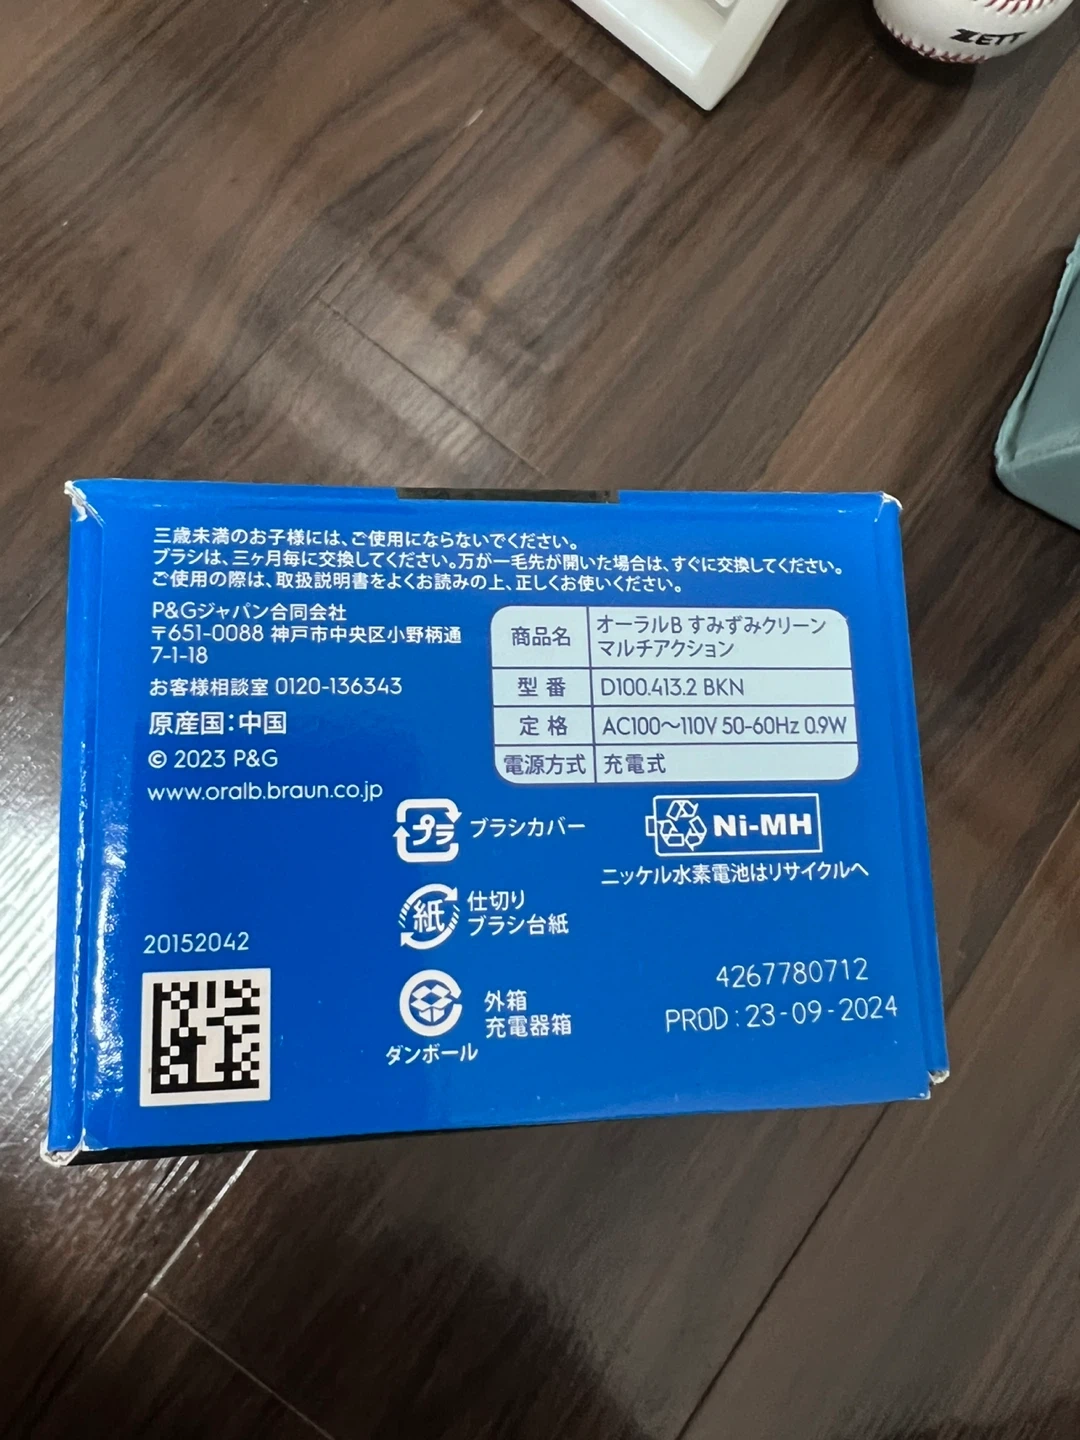 ZETT
三歳未満のお子様には、ご使用にならないでください。
ブラシは、三ヶ月毎に交換してください。万が一毛先が開いた場合は、すぐに交換してください。
ご使用の際は、取扱説明書をよくお読みの上、正しくお使いください。
P&Gジャパン合同会社
〒651-0088 神戸市中央区小野柄通
7-1-18
お客様相談室 0120-136343
原産国：中国
© 2023 P&G
www.oralb.braun.co.jp
商品名 オーラルB すみずみクリーン
マルチアクション
型番 D100.413.2 BKN
定格 AC100～110V 50-60Hz 0.9W
電源方式 充電式
プラ ブラシカバー
Ni-MH
ニッケル水素電池はリサイクルへ
紙 仕切り
ブラシ台紙
外箱
充電器箱
ダンボール
20152042
4267780712
PROD : 23-09-2024